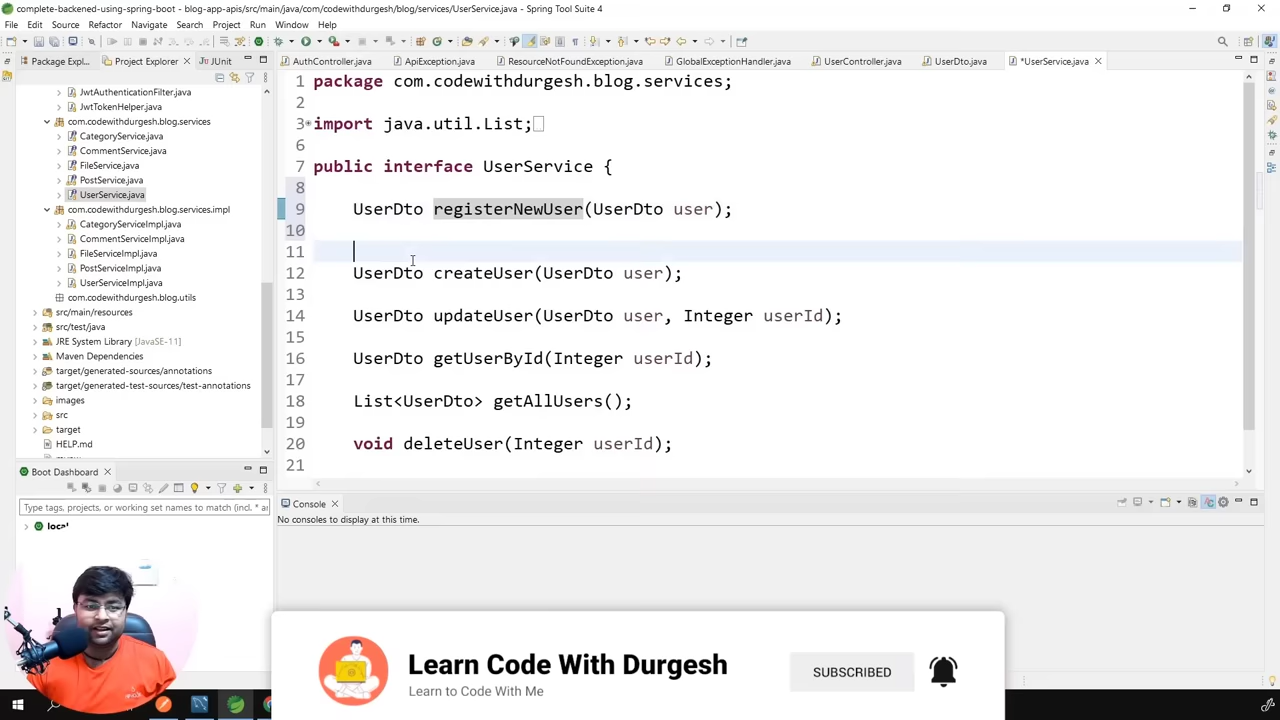 complete-backened-using-spring-boot - blog-app-apis/src/main/java/com/codewithdurgesh/blog/services/UserService.java - Spring Tool Suite 4
File Edit Source Refactor Navigate Search Project Run Window Help
Package Expl... Project Explorer JUnit
AuthController.java ApiException.java ResourceNotFoundException.java GlobalExceptionHandler.java UserController.java UserDto.java *UserService.java
JwtAuthenticationFilter.java
JwtTokenHelper.java
com.codewithdurgesh.blog.services
CategoryService.java
CommentService.java
FileService.java
PostService.java
UserService.java
com.codewithdurgesh.blog.services.impl
CategoryServiceImpl.java
CommentServiceImpl.java
FileServiceImpl.java
PostServiceImpl.java
UserServiceImpl.java
com.codewithdurgesh.blog.utils
src/main/resources
src/test/java
JRE System Library [JavaSE-11]
Maven Dependencies
target/generated-sources/annotations
target/generated-test-sources/test-annotations
images
src
target
HELP.md
1 package com.codewithdurgesh.blog.services;
2
3 import java.util.List;
6
7 public interface UserService {
8
9 UserDto registerNewUser(UserDto user);
10
11
12 UserDto createUser(UserDto user);
13
14 UserDto updateUser(UserDto user, Integer userId);
15
16 UserDto getUserById(Integer userId);
17
18 List<UserDto> getAllUsers();
19
20 void deleteUser(Integer userId);
21
Boot Dashboard
Type tags, projects, or working set names to match (incl. * ar
local
Console
No consoles to display at this time.
Learn Code With Durgesh
Learn to Code With Me
SUBSCRIBED